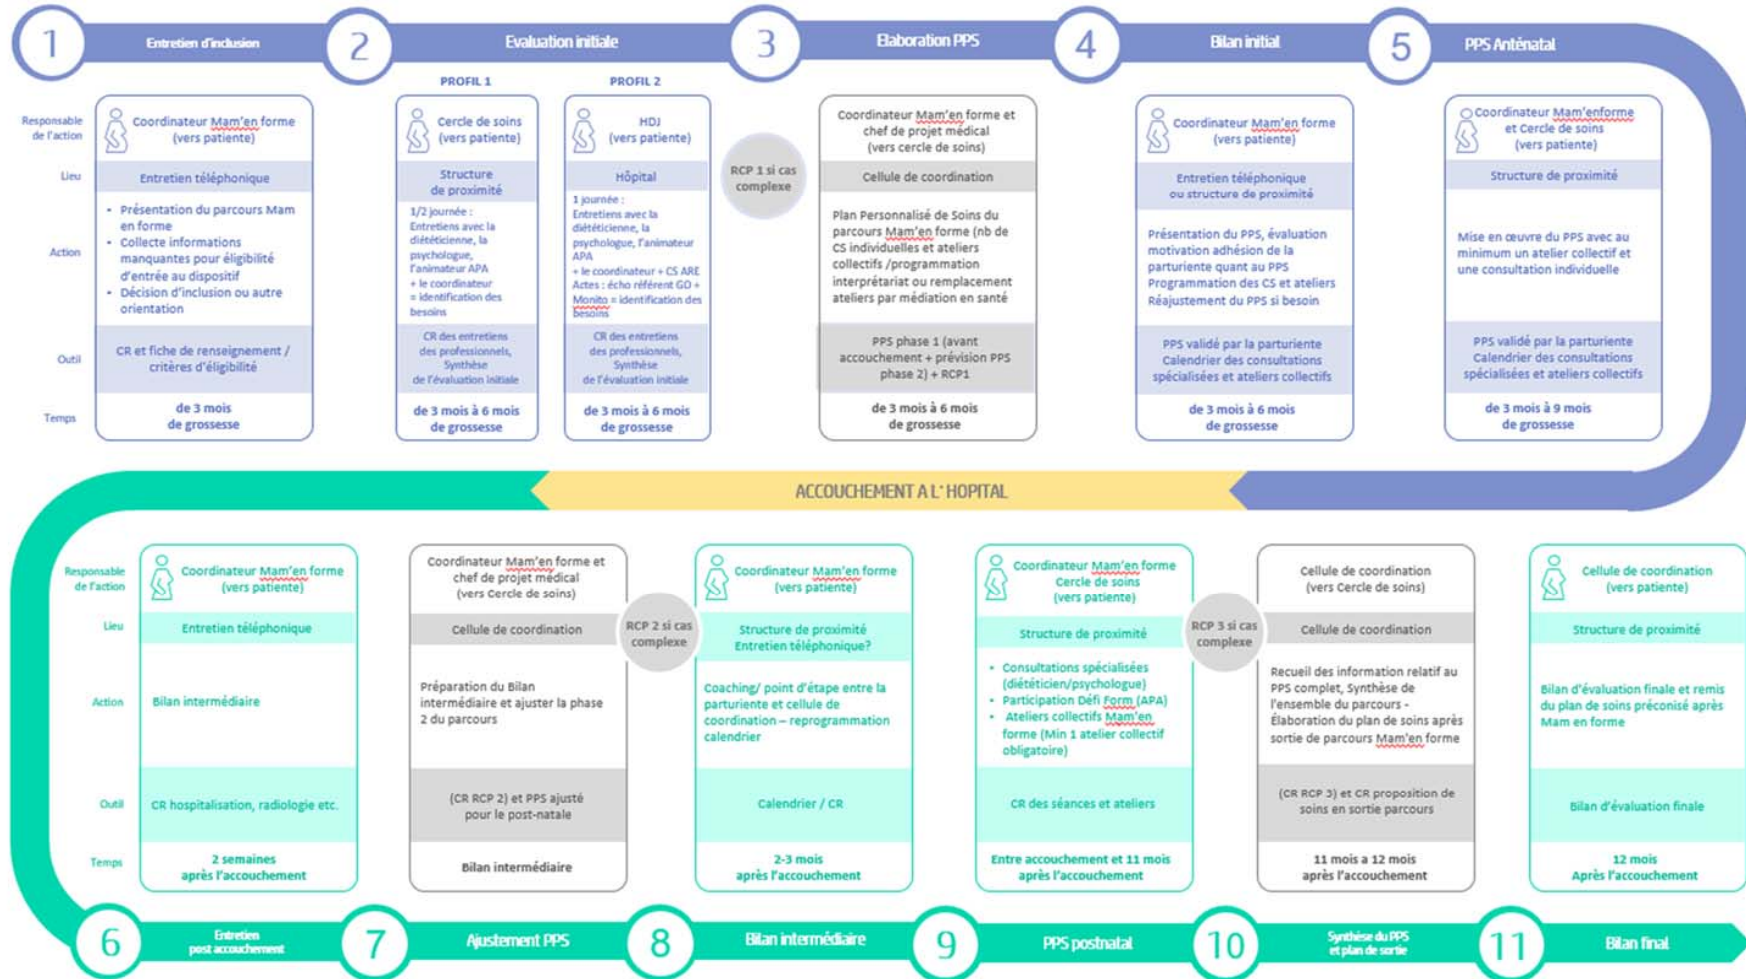 1
Entretien d'inclusion
2
Evaluation initiale
3
Elaboration PPS
4
Bilan initial
5
PPS Anténatal
PROFIL 1
PROFIL 2
Responsable
de l'action
Lieu
Action
Outil
Temps
Coordinateur Mam'en forme
(vers patiente)
Entretien téléphonique
• Présentation du parcours Mam
en forme
• Collecte informations
manquantes pour éligibilité
d'entrée au dispositif
• Décision d'inclusion ou autre
orientation
CR et fiche de renseignement /
critères d'éligibilité
de 3 mois
de grossesse
Cercle de soins
(vers patiente)
Structure
de proximité
1/2 journée :
Entretiens avec la
diététicienne, la
psychologue,
l'animateur APA
+ le coordinateur
= identification des
besoins
CR des entretiens
des professionnels,
Synthèse
de l'évaluation initiale
de 3 mois à 6 mois
de grossesse
HDJ
(vers patiente)
Hôpital
1 journée :
Entretiens avec la
diététicienne, la
psychologue, l'animateur
APA
+ le coordinateur + CS ARE
Actes : écho référent GO +
Monito = identification des
besoins
CR des entretiens
des professionnels,
Synthèse
de l'évaluation initiale
de 3 mois à 6 mois
de grossesse
RCP 1 si cas
complexe
Coordinateur Mam'en forme et
chef de projet médical
(vers cercle de soins)
Cellule de coordination
Plan Personnalisé de Soins du
parcours Mam'en forme (nb de
CS individuelles et ateliers
collectifs /programmation
interprétariat ou remplacement
ateliers par médiation en santé
PPS phase 1 (avant
accouchement + prévision PPS
phase 2) + RCP1
de 3 mois à 6 mois
de grossesse
Coordinateur Mam'en forme
(vers patiente)
Entretien téléphonique
ou structure de proximité
Présentation du PPS, évaluation
motivation adhésion de la
parturiente quant au PPS
Programmation des CS et ateliers
Réajustement du PPS si besoin
PPS validé par la parturiente
Calendrier des consultations
spécialisées et ateliers collectifs
de 3 mois à 6 mois
de grossesse
Coordinateur Mam'enforme
et Cercle de soins
(vers patiente)
Structure de proximité
Mise en œuvre du PPS avec au
minimum un atelier collectif et
une consultation individuelle
PPS validé par la parturiente
Calendrier des consultations
spécialisées et ateliers collectifs
de 3 mois à 9 mois
de grossesse
ACCOUCHEMENT A L' HOPITAL
Responsable
de l'action
Lieu
Action
Outil
Temps
Coordinateur Mam'en forme
(vers patiente)
Entretien téléphonique
Bilan intermédiaire
CR hospitalisation, radiologie etc.
2 semaines
après l'accouchement
Coordinateur Mam'en forme et
chef de projet médical
(vers Cercle de soins)
Cellule de coordination
Préparation du Bilan
intermédiaire et ajuster la phase
2 du parcours
(CR RCP 2) et PPS ajusté
pour le post-natale
Bilan intermédiaire
RCP 2 si cas
complexe
Coordinateur Mam'en forme
(vers patiente)
Structure de proximité
Entretien téléphonique?
Coaching/ point d'étape entre la
parturiente et cellule de
coordination – reprogrammation
calendrier
Calendrier / CR
2-3 mois
après l'accouchement
Coordinateur Mam'en forme
Cercle de soins
(vers patiente)
Structure de proximité
• Consultations spécialisées
(diététicien/psychologue)
• Participation Défi Form (APA)
• Ateliers collectifs Mam'en
forme (Min 1 atelier collectif
obligatoire)
CR des séances et ateliers
Entre accouchement et 11 mois
après l'accouchement
RCP 3 si cas
complexe
Cellule de coordination
(vers Cercle de soins)
Cellule de coordination
Recueil des information relatif au
PPS complet, Synthèse de
l'ensemble du parcours -
Élaboration du plan de soins après
sortie de parcours Mam'en forme
(CR RCP 3) et CR proposition de
soins en sortie parcours
11 mois a 12 mois
après l'accouchement
Cellule de coordination
(vers patiente)
Structure de proximité
Bilan d'évaluation finale et remis
du plan de soins préconisé après
Mam en forme
Bilan d'évaluation finale
12 mois
Après l'accouchement
6
Entretien
post accouchement
7
Ajustement PPS
8
Bilan intermédiaire
9
PPS postnatal
10
Synthèse du PPS
et plan de sortie
11
Bilan final